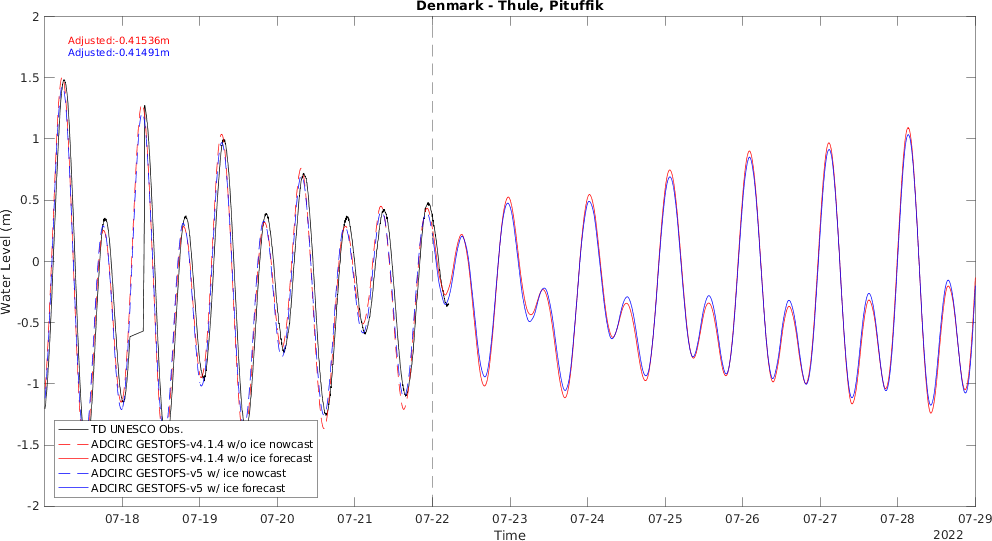 Denmark - Thule, Pituffik
Adjusted:-0.41536m
Adjusted:-0.41491m
2
1.5
1
0.5
0
-0.5
-1
-1.5
-2
Water Level (m)
TD UNESCO Obs.
ADCIRC GESTOFS-v4.1.4 w/o ice nowcast
ADCIRC GESTOFS-v4.1.4 w/o ice forecast
ADCIRC GESTOFS-v5 w/ ice nowcast
ADCIRC GESTOFS-v5 w/ ice forecast
07-18 07-19 07-20 07-21 07-22 07-23 07-24 07-25 07-26 07-27 07-28 07-29
Time
2022